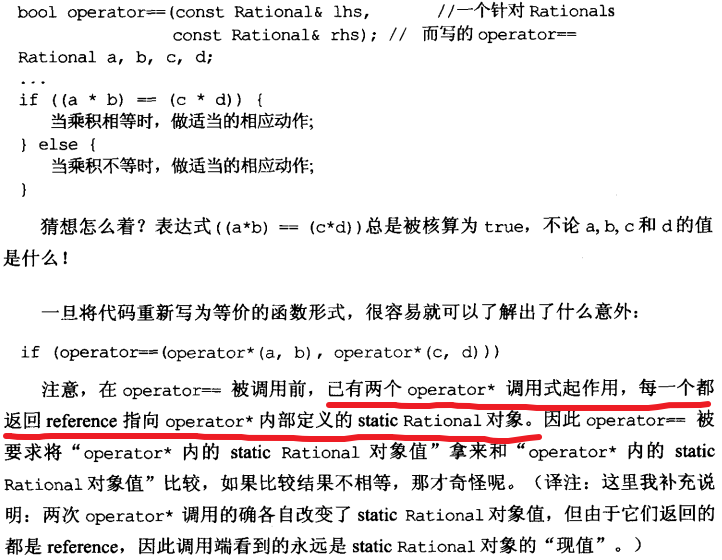 bool operator==(const Rational& lhs, //一个针对 Rationals
const Rational& rhs); // 而写的 operator==
Rational a, b, c, d;
...
if ((a * b) == (c * d)) {
当乘积相等时，做适当的相应动作;
} else {
当乘积不等时，做适当的相应动作;
}
猜想怎么着？表达式((a*b) == (c*d))总是被核算为 true，不论 a,b,c 和 d 的值
是什么！
一旦将代码重新写为等价的函数形式，很容易就可以了解出了什么意外：
if (operator==(operator*(a, b), operator*(c, d)))
注意，在 operator== 被调用前，已有两个 operator* 调用式起作用，每一个都
返回 reference 指向 operator* 内部定义的 static Rational 对象。因此 operator== 被
要求将“operator* 内的 static Rational 对象值”拿来和“operator* 内的 static
Rational 对象值”比较，如果比较结果不相等，那才奇怪呢。（译注：这里我补充说
明：两次 operator* 调用的确各自改变了 static Rational 对象值，但由于它们返回的
都是 reference，因此调用端看到的永远是 static Rational 对象的“现值”。）